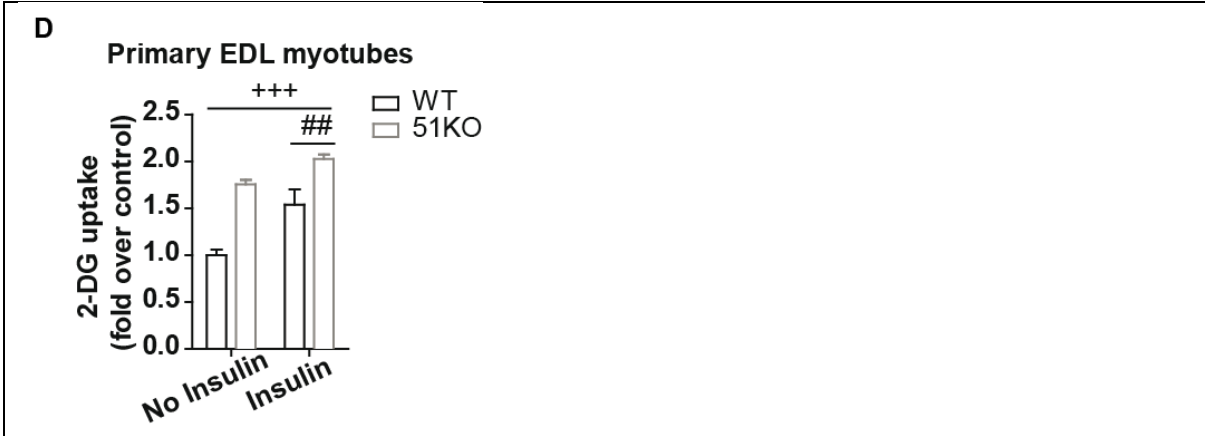 D
Primary EDL myotubes
+++
WT
51KO
##
2-DG uptake
(fold over control)
2.5
2.0
1.5
1.0
0.5
0.0
No Insulin
Insulin